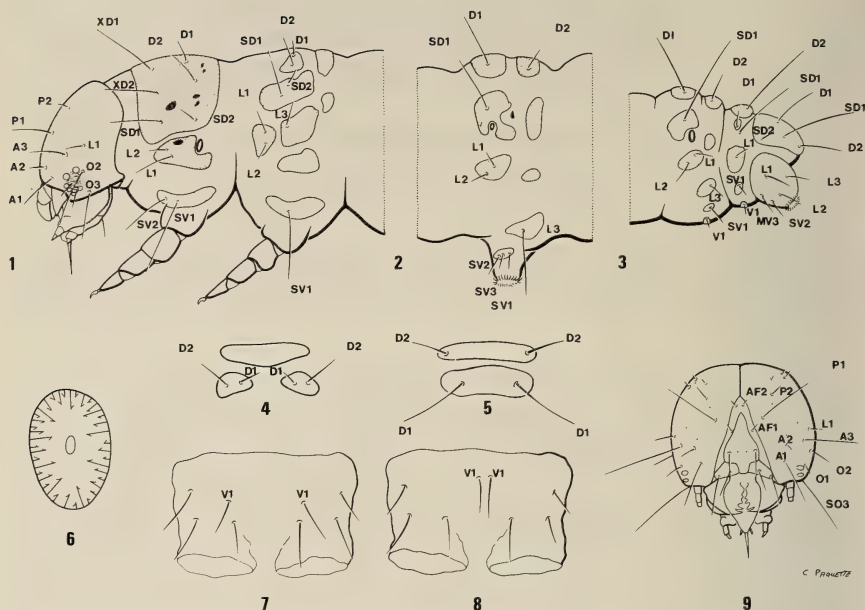 XD1
D2
D1
D2
D1
P2
XD2
SD2
P1
SD1
SD2
L1
L3
A3
L1
L2
A2
O2
L1
L2
A1
O3
SV2
SV1
SV1
1
D1
D2
SD1
L1
L2
L3
SV2
SV3
SV1
2
D1
SD1
D2
D2
D1
SD1
D1
SD1
SD2
D2
L1
L1
L1
L2
SV1
L3
L3
L2
V1
SV2
SV1
MV3
V1
3
D2
D2
D1
D1
4
D2
D2
D1
D1
5
6
V1
V1
7
V1
V1
8
P1
AF2
P2
L1
AF1
A2
A3
A1
O2
O1
SO3
C PAQUETTE
9